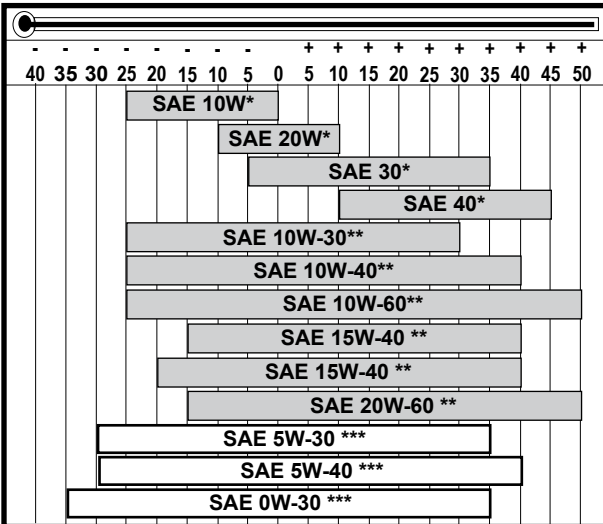 - - - - - - - - + + + + + + + + + +
40 35 30 25 20 15 10 5 0 5 10 15 20 25 30 35 40 45 50
SAE 10W*
SAE 20W*
SAE 30*
SAE 40*
SAE 10W-30**
SAE 10W-40**
SAE 10W-60**
SAE 15W-40 **
SAE 15W-40 **
SAE 20W-60 **
SAE 5W-30 ***
SAE 5W-40 ***
SAE 0W-30 ***